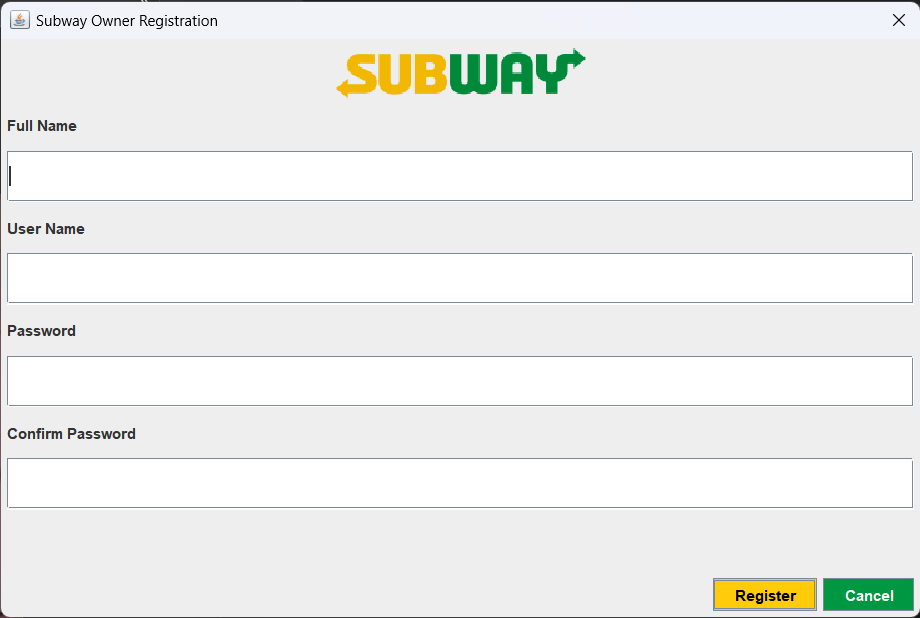 Subway Owner Registration
SUBWAY
Full Name
User Name
Password
Confirm Password
Register
Cancel